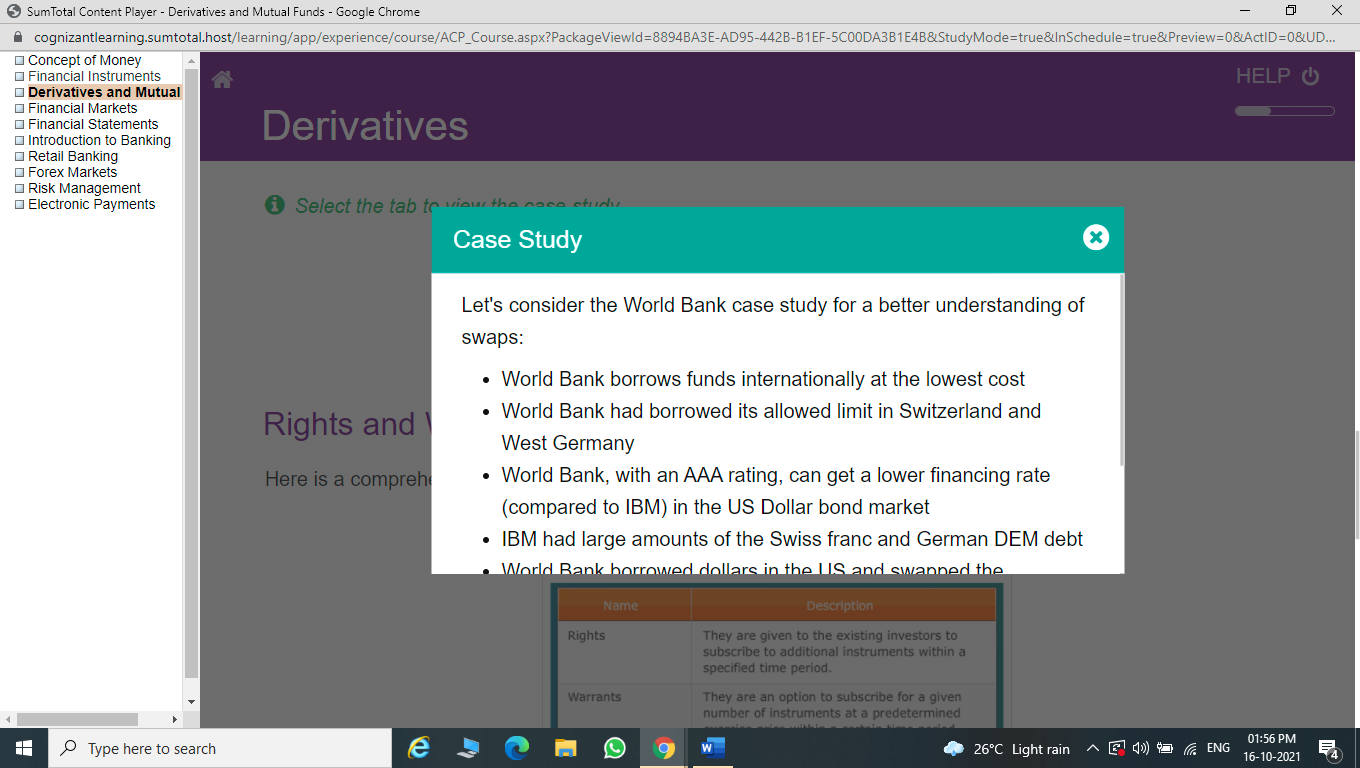 SumTotal Content Player - Derivatives and Mutual Funds - Google Chrome
cognizantlearning.sumtotal.host/learning/app/experience/course/ACP_Course.aspx?PackageViewId=8894BA3E-AD95-442B-B1EF-5C00DA3B1E4B&StudyMode=true&InSchedule=true&Preview=0&ActID=0&UD...
Concept of Money
Financial Instruments
Derivatives and Mutual
Financial Markets
Financial Statements
Introduction to Banking
Retail Banking
Forex Markets
Risk Management
Electronic Payments
HELP
Derivatives
Select the tab to view the case study
Case Study
Let's consider the World Bank case study for a better understanding of
swaps:
• World Bank borrows funds internationally at the lowest cost
• World Bank had borrowed its allowed limit in Switzerland and
West Germany
• World Bank, with an AAA rating, can get a lower financing rate
(compared to IBM) in the US Dollar bond market
• IBM had large amounts of the Swiss franc and German DEM debt
• World Bank borrowed dollars in the US and swapped the
Rights and
Here is a comprehe
Name Description
Rights They are given to the existing investors to
subscribe to additional instruments within a
specified time period.
Warrants They are an option to subscribe for a given
number of instruments at a predetermined
Type here to search
26°C Light rain
ENG
01:56 PM
16-10-2021
4